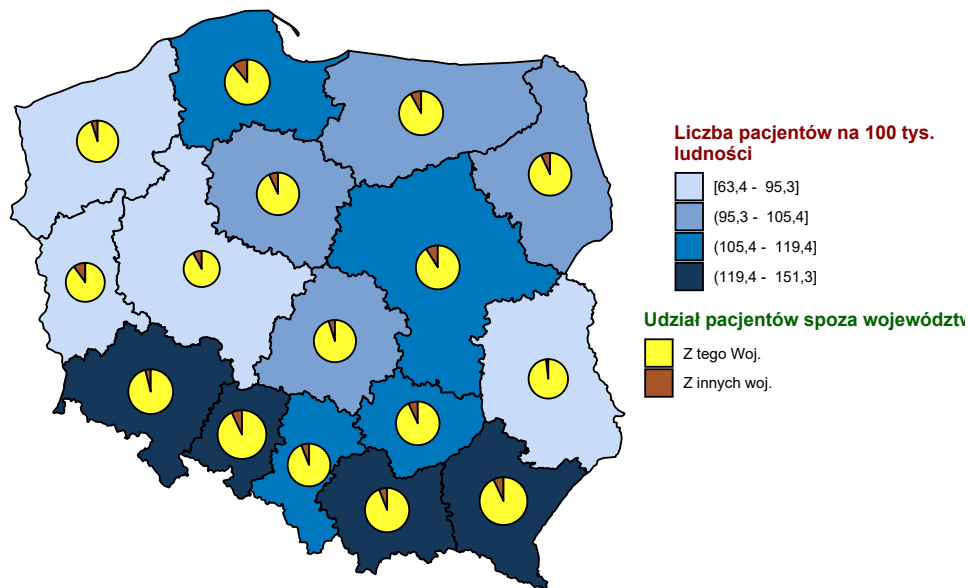 Liczba pacjentów na 100 tys.
ludności
[63,4 - 95,3]
(95,3 - 105,4]
(105,4 - 119,4]
(119,4 - 151,3]
Udział pacjentów spoza województw
Z tego Woj.
Z innych woj.